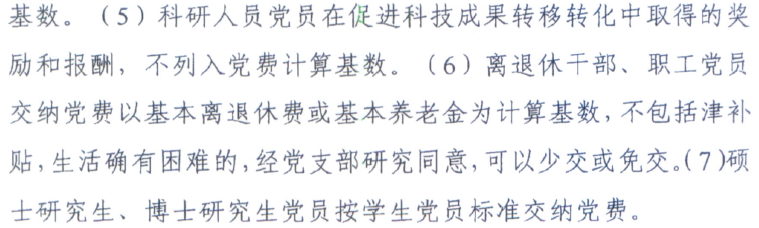 基数。（5）科研人员党员在促进科技成果转移转化中取得的奖
励和报酬，不列入党费计算基数。（6）离退休干部、职工党员
交纳党费以基本离退休费或基本养老金为计算基数，不包括津补
贴，生活确有困难的，经党支部研究同意，可以少交或免交。（7）硕
士研究生、博士研究生党员按学生党员标准交纳党费。